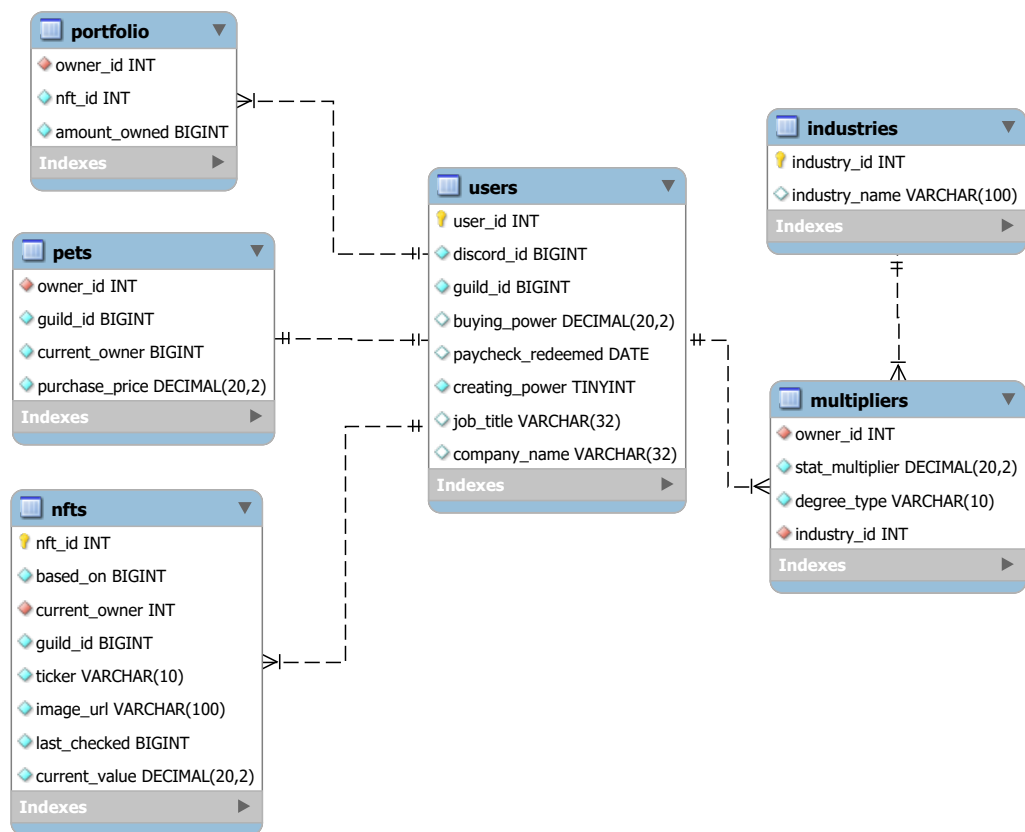 portfolio
owner_id INT
nft_id INT
amount_owned BIGINT
Indexes
pets
owner_id INT
guild_id BIGINT
current_owner BIGINT
purchase_price DECIMAL(20,2)
Indexes
nfts
nft_id INT
based_on BIGINT
current_owner INT
guild_id BIGINT
ticker VARCHAR(10)
image_url VARCHAR(100)
last_checked BIGINT
current_value DECIMAL(20,2)
Indexes
users
user_id INT
discord_id BIGINT
guild_id BIGINT
buying_power DECIMAL(20,2)
paycheck_redeemed DATE
creating_power TINYINT
job_title VARCHAR(32)
company_name VARCHAR(32)
Indexes
industries
industry_id INT
industry_name VARCHAR(100)
Indexes
multipliers
owner_id INT
stat_multiplier DECIMAL(20,2)
degree_type VARCHAR(10)
industry_id INT
Indexes